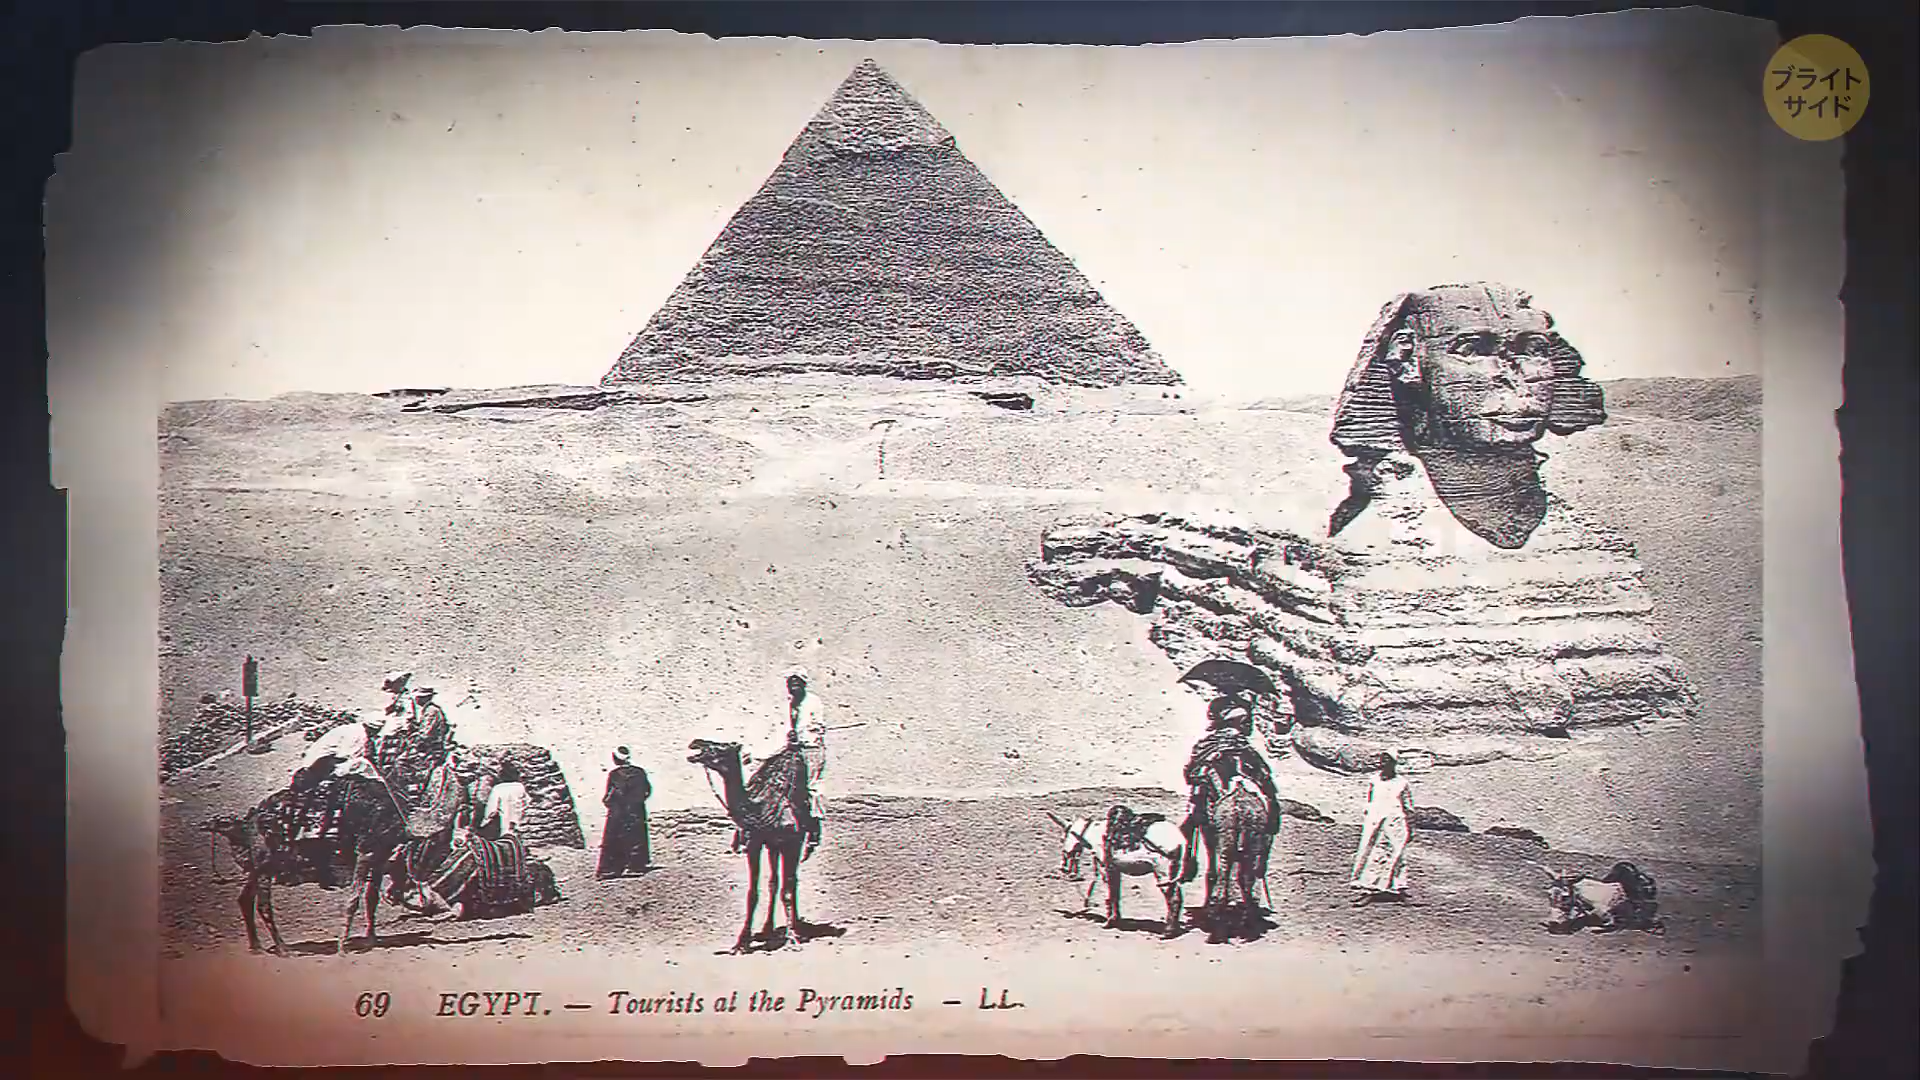 ブライト
サイド
69 EGYPT. — Tourists at the Pyramids — LL.